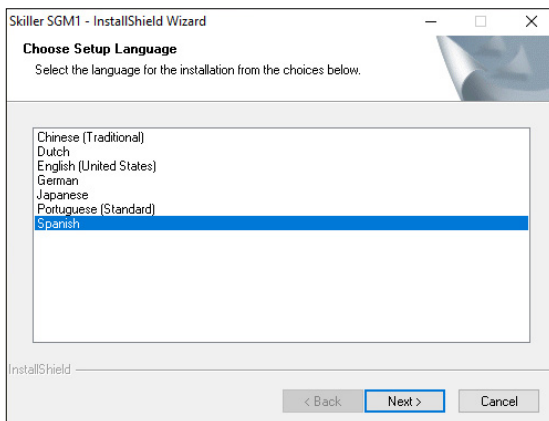 Skiller SGM1 - InstallShield Wizard
Choose Setup Language
Select the language for the installation from the choices below.
Chinese (Traditional)
Dutch
English (United States)
German
Japanese
Portuguese (Standard)
Spanish
InstallShield
< Back Next > Cancel